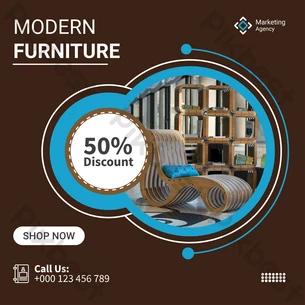 MODERN
FURNITURE
Marketing
Agency
50%
Discount
SHOP NOW
Call Us:
+000 123 456 789